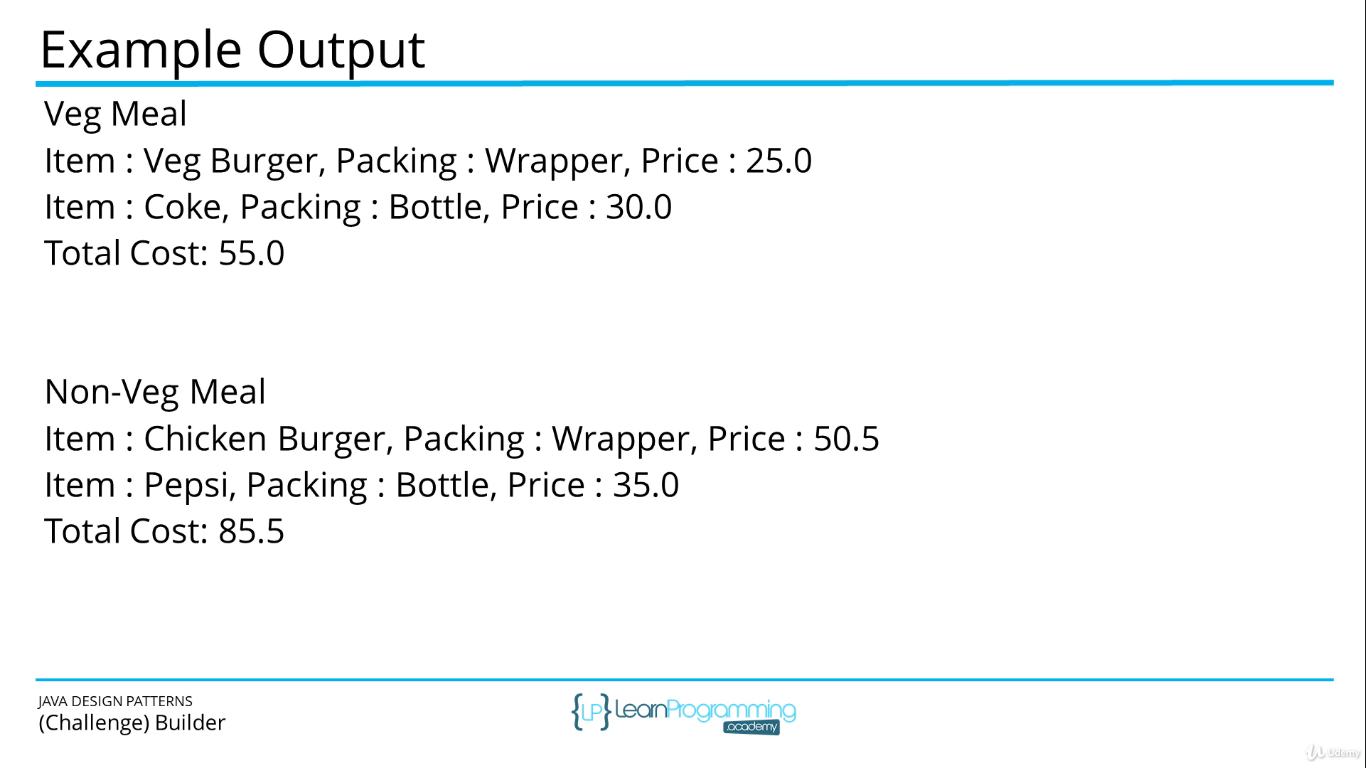 Example Output
Veg Meal
Item : Veg Burger, Packing : Wrapper, Price : 25.0
Item : Coke, Packing : Bottle, Price : 30.0
Total Cost: 55.0
Non-Veg Meal
Item : Chicken Burger, Packing : Wrapper, Price : 50.5
Item : Pepsi, Packing : Bottle, Price : 35.0
Total Cost: 85.5
JAVA DESIGN PATTERNS
(Challenge) Builder
{LP} LearnProgramming
.academy
Udemy